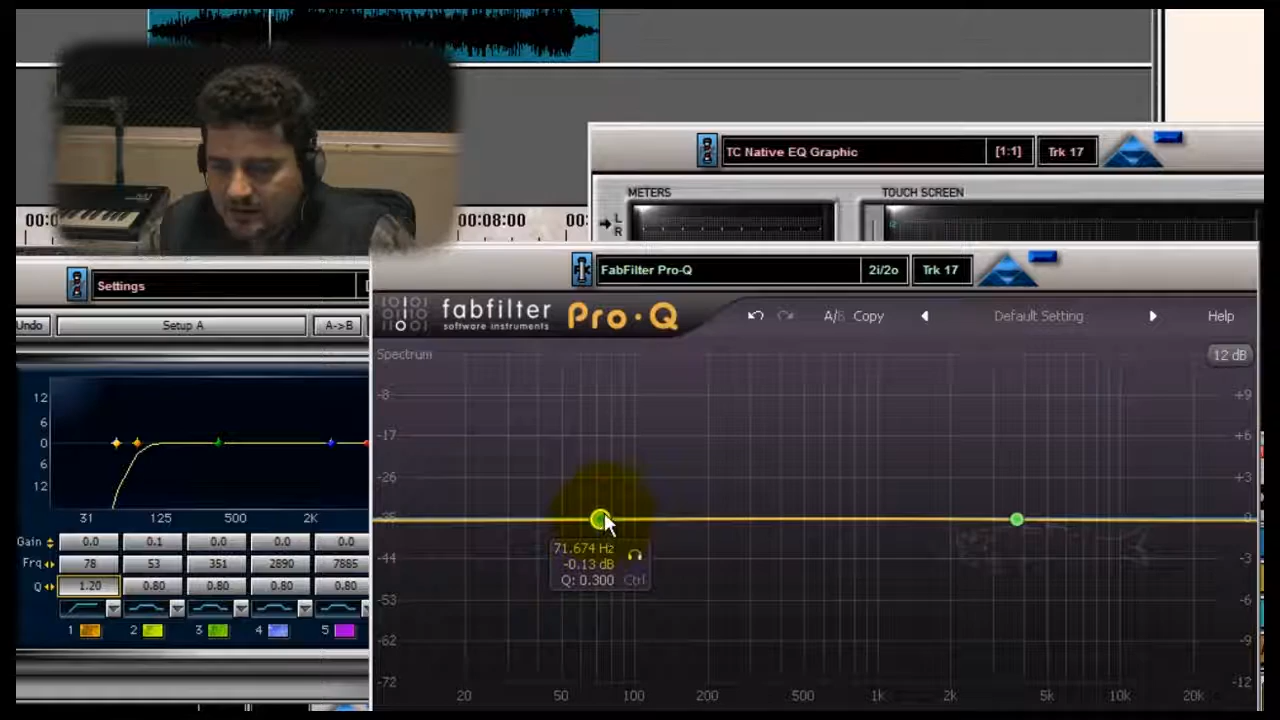 TC Native EQ Graphic [1:1] Trk 17
METERS TOUCH SCREEN
L
R
00:08:00 00:
FabFilter Pro-Q 2i/2o Trk 17
Settings
fabfilter Pro·Q
software instruments
A/B Copy Default Setting Help
Undo Setup A A->B
Spectrum 12 dB
12
6
0
6
12
31 125 500 2K
Gain 0.0 0.1 0.0 0.0 0.0
Frq 78 53 351 2890 7885
Q 1.20 0.80 0.80 0.80 0.80
1 2 3 4 5
-8 +9
-17 +6
-26 +3
-35 0
-44 -3
-53 -6
-62 -9
-72 -12
71.674 Hz
-0.13 dB
Q: 0.300 Ctrl
20 50 100 200 500 1k 2k 5k 10k 20k